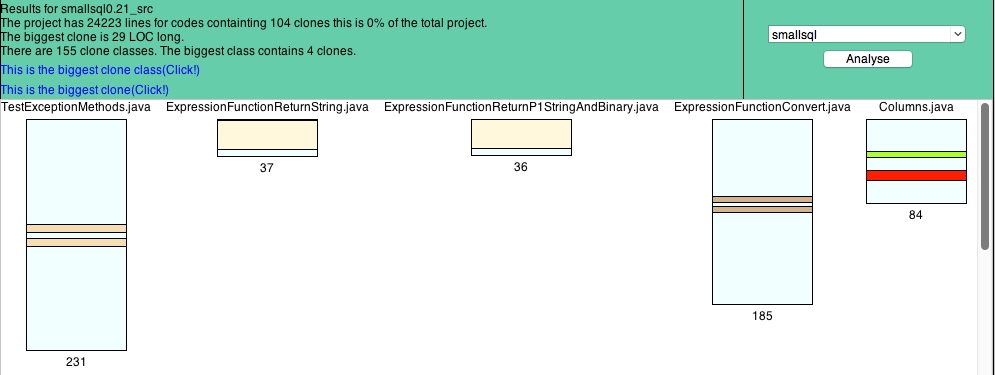 Results for smallsql0.21_src
The project has 24223 lines for codes containting 104 clones this is 0% of the total project.
The biggest clone is 29 LOC long.
There are 155 clone classes. The biggest class contains 4 clones.
This is the biggest clone class(Click!)
This is the biggest clone(Click!)
smallsql
Analyse
TestExceptionMethods.java ExpressionFunctionReturnString.java ExpressionFunctionReturnP1StringAndBinary.java ExpressionFunctionConvert.java Columns.java
37 36
84
185
231